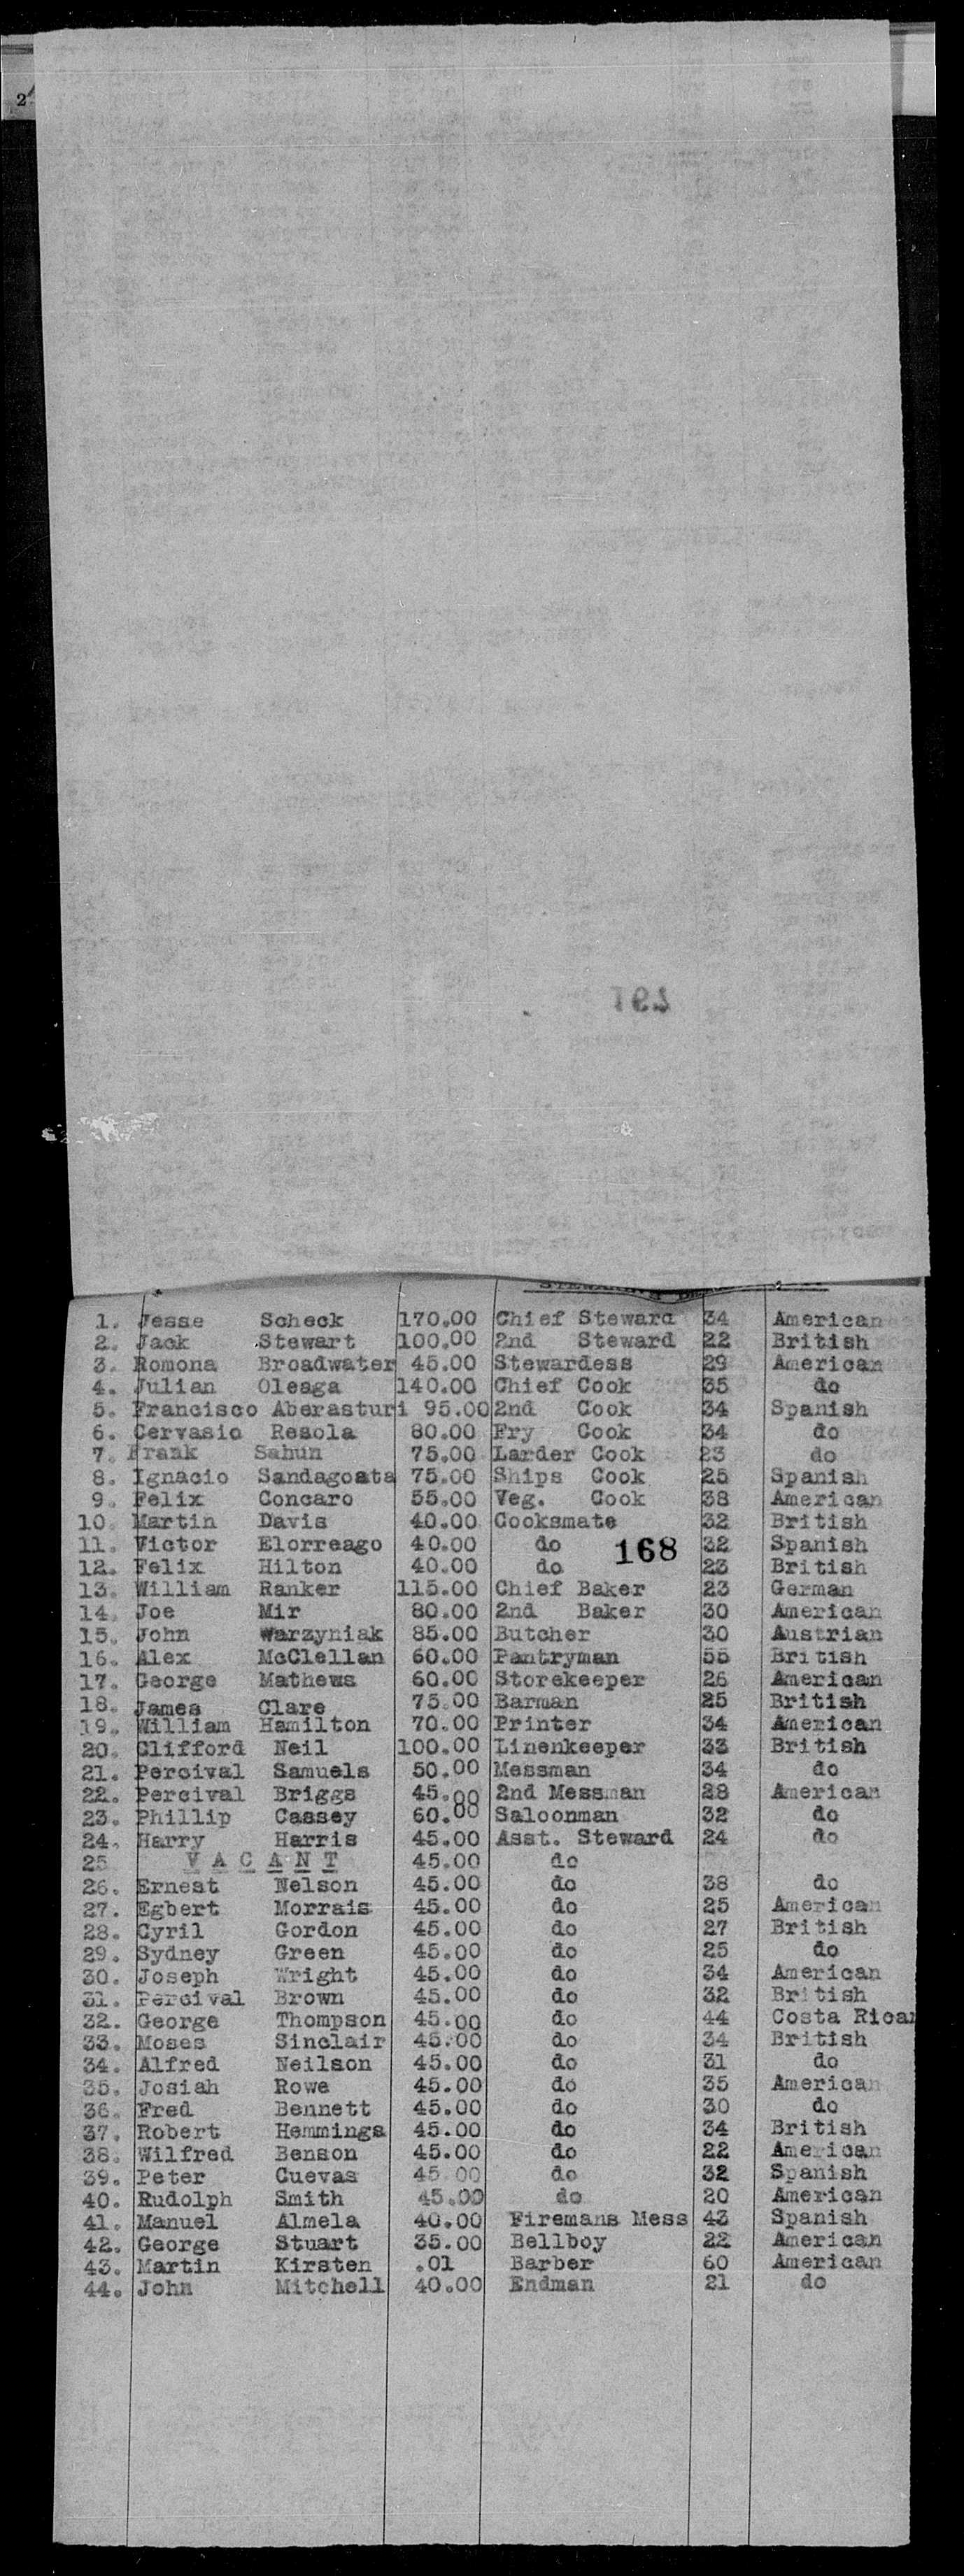 2
1. Jesse Scheck 170.00 Chief Steward 34 American
2. Jack Stewart 100.00 2nd Steward 22 British
3. Romona Broadwater 45.00 Stewardess 29 American
4. Julian Oleaga 140.00 Chief Cook 35 do
5. Francisco Aberasturi 95.00 2nd Cook 34 Spanish
6. Cervasio Resola 80.00 Fry Cook 34 do
7. Frank Sahun 75.00 Larder Cook 23 do
8. Ignacio Sandagoata 75.00 Ships Cook 25 Spanish
9. Felix Concaro 55.00 Veg. Cook 38 American
10. Martin Davis 40.00 Cooksmate 32 British
11. Victor Elorreago 40.00 do 32 Spanish
168
12. Felix Hilton 40.00 do 23 British
13. William Ranker 115.00 Chief Baker 23 German
14. Joe Mir 80.00 2nd Baker 30 American
15. John Warzyniak 85.00 Butcher 30 Austrian
16. Alex McClellan 60.00 Pantryman 55 British
17. George Mathews 60.00 Storekeeper 26 American
18. James Clare 75.00 Barman 25 British
19. William Hamilton 70.00 Printer 34 American
20. Clifford Neil 100.00 Linenkeeper 33 British
21. Percival Samuels 50.00 Messman 34 do
22. Percival Briggs 45.00 2nd Messman 28 American
23. Phillip Cassey 60.00 Saloonman 32 do
24. Harry Harris 45.00 Asst. Steward 24 do
25 V A C A N T 45.00 do
26. Ernest Nelson 45.00 do 38 do
27. Egbert Morrais 45.00 do 25 American
28. Cyril Gordon 45.00 do 27 British
29. Sydney Green 45.00 do 25 do
30. Joseph Wright 45.00 do 34 American
31. Percival Brown 45.00 do 32 British
32. George Thompson 45.00 do 44 Costa Rican
33. Moses Sinclair 45.00 do 34 British
34. Alfred Neilson 45.00 do 31 do
35. Josiah Rowe 45.00 do 35 American
36. Fred Bennett 45.00 do 30 do
37. Robert Hemmings 45.00 do 34 British
38. Wilfred Benson 45.00 do 22 American
39. Peter Cuevas 45.00 do 32 Spanish
40. Rudolph Smith 45.00 do 20 American
41. Manuel Almela 40.00 Firemans Mess 43 Spanish
42. George Stuart 35.00 Bellboy 22 American
43. Martin Kirsten .01 Barber 60 American
44. John Mitchell 40.00 Endman 21 do